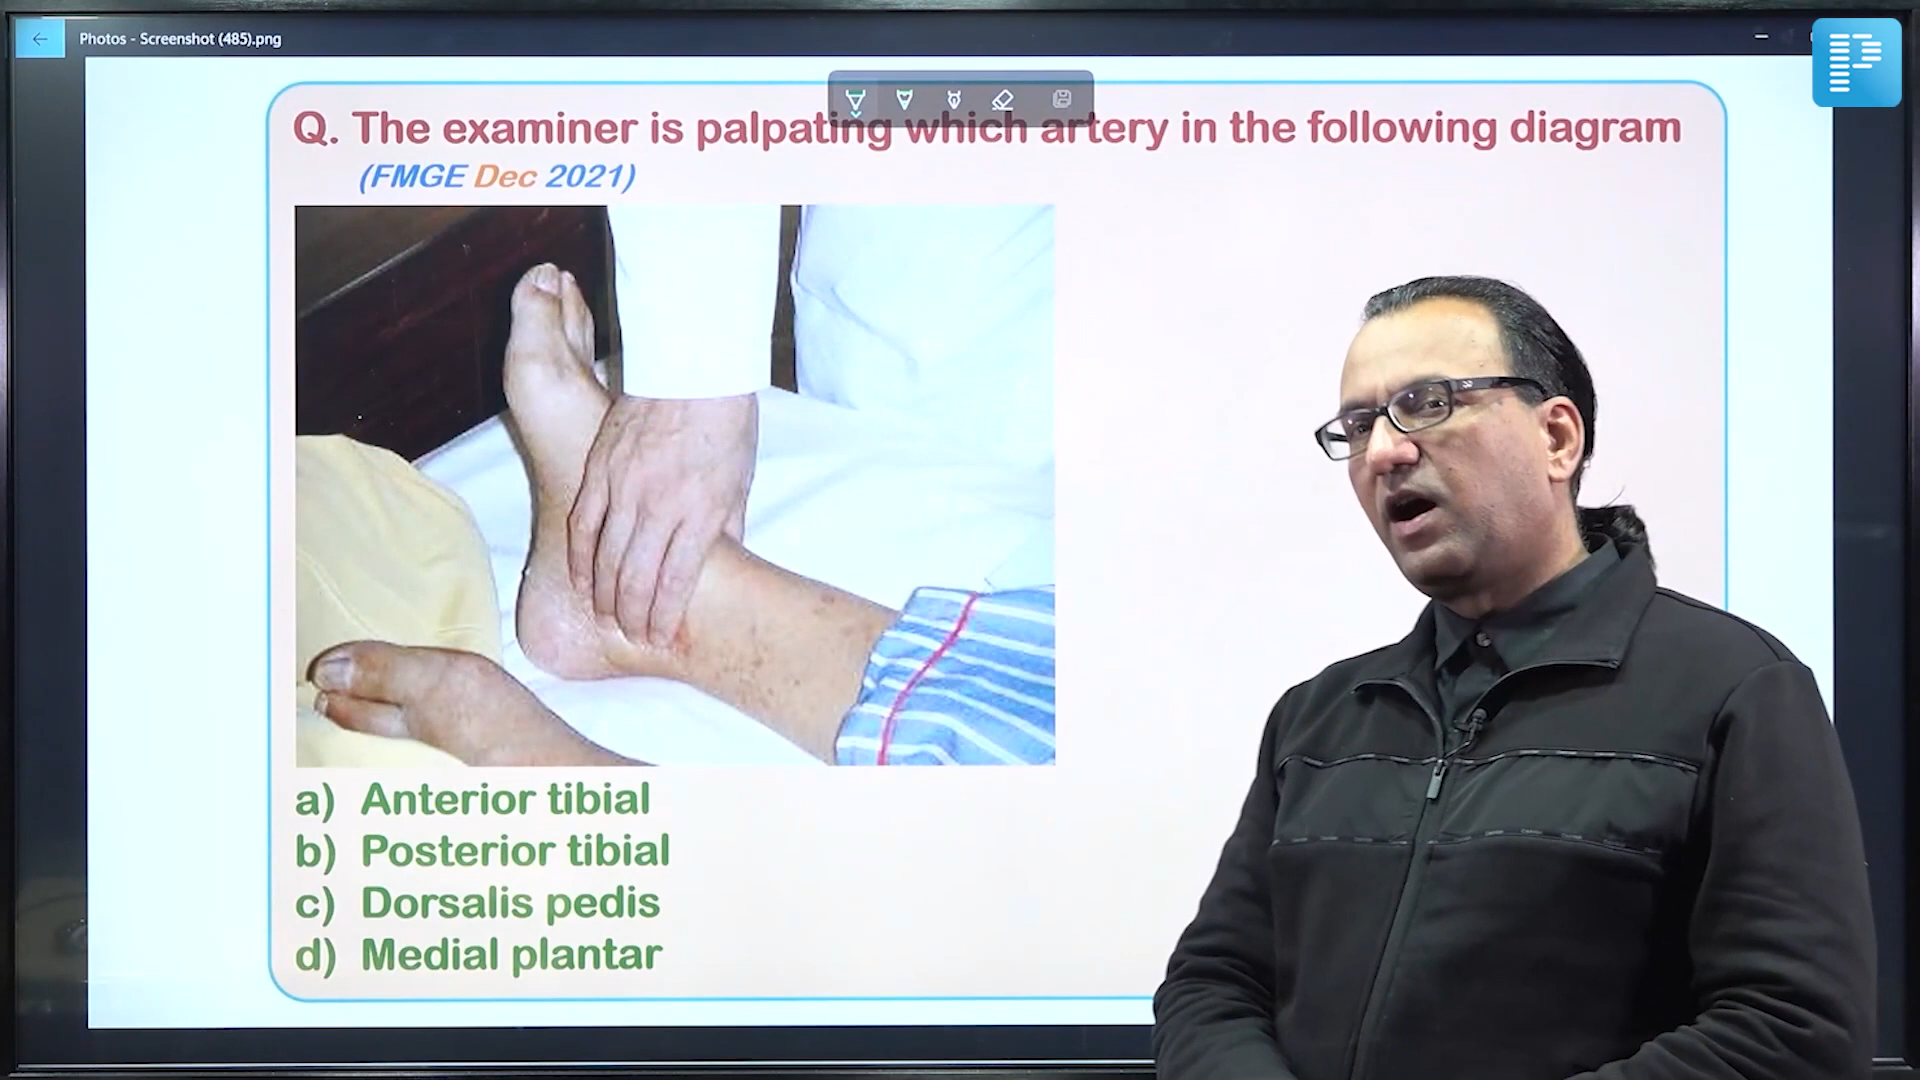 Photos - Screenshot (485).png
Q. The examiner is palpating which artery in the following diagram
(FMGE Dec 2021)
a) Anterior tibial
b) Posterior tibial
c) Dorsalis pedis
d) Medial plantar